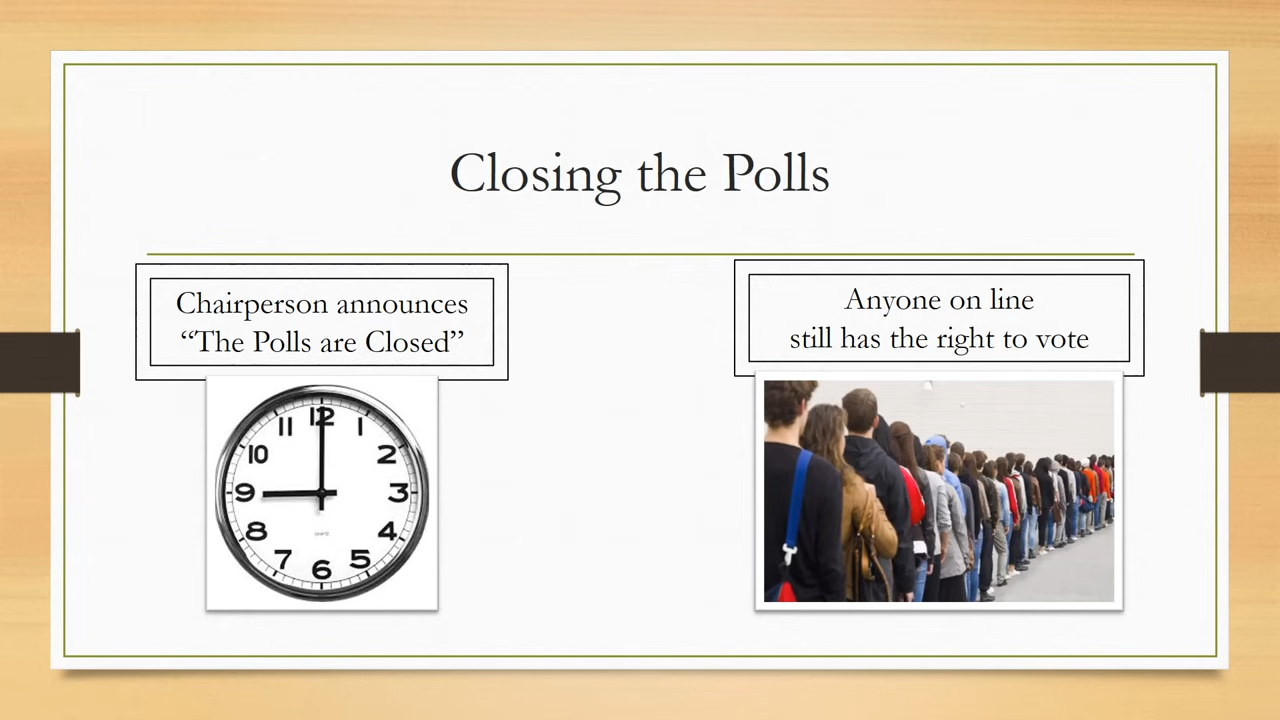 Closing the Polls
Chairperson announces
“The Polls are Closed”
Anyone on line
still has the right to vote
12
11
1
10
2
9
3
8
4
7
5
6